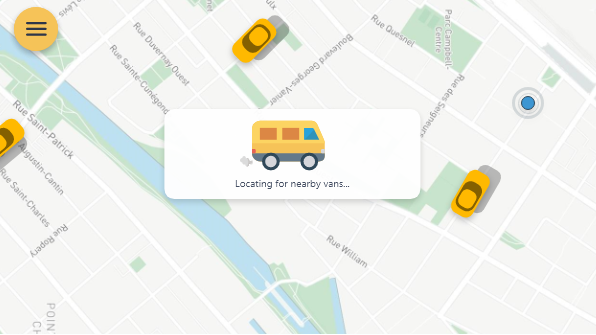 Rue Duvernay Ouest
Rue Sainte-Cunégonde
Boulevard Georges-Vanier
Rue Quesnel
Parc Campbell-
Centre
Rue des Seigneurs
Rue Saint-Patrick
Augustin-Cantin
Rue Saint-Charles
Rue Ropery
Locating for nearby vans...
Rue William